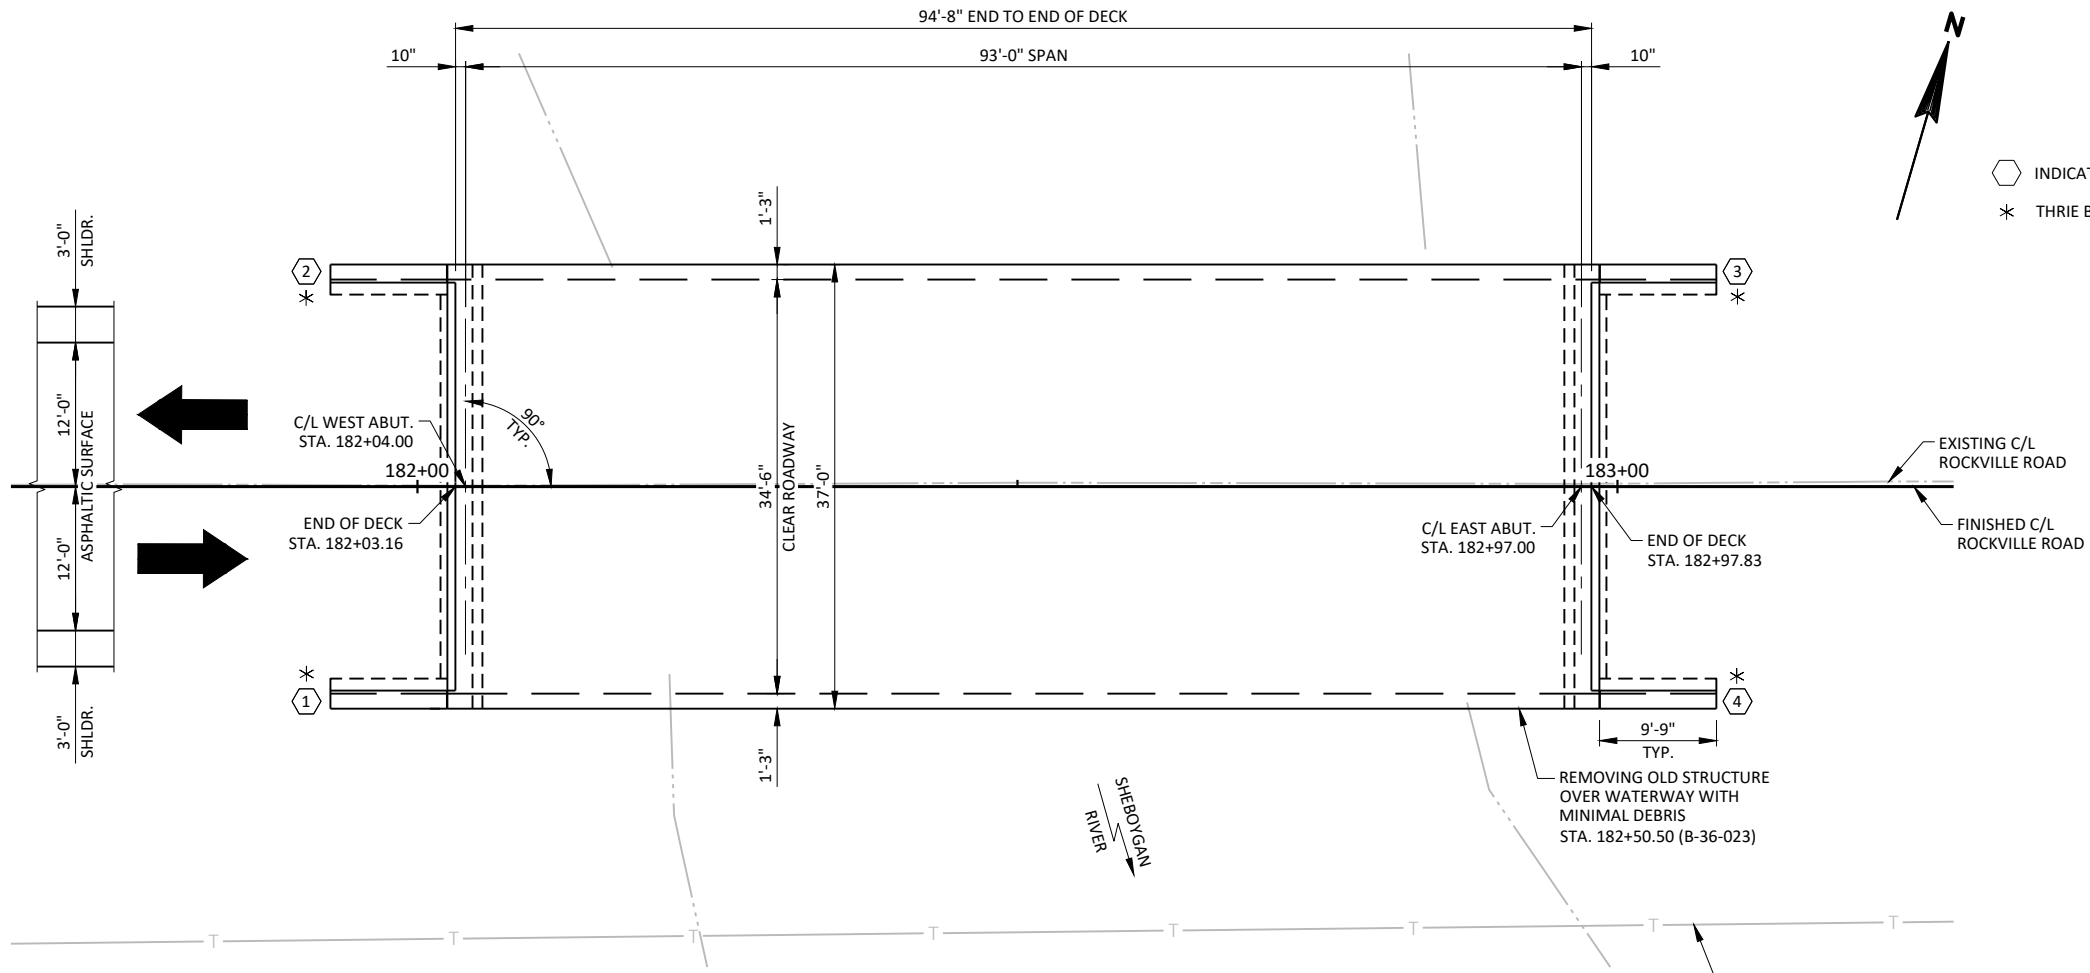 94'-8" END TO END OF DECK
10"
93'-0" SPAN
10"
N
INDICAT
THRIE B
3'-0"
SHLDR.
1'-3"
2
3
12'-0"
ASPHALTIC SURFACE
12'-0"
3'-0"
SHLDR.
C/L WEST ABUT.
STA. 182+04.00
90°
TYP.
182+00
END OF DECK
STA. 182+03.16
34'-6"
CLEAR ROADWAY
37'-0"
183+00
C/L EAST ABUT.
STA. 182+97.00
END OF DECK
STA. 182+97.83
EXISTING C/L
ROCKVILLE ROAD
FINISHED C/L
ROCKVILLE ROAD
1
4
1'-3"
9'-9"
TYP.
REMOVING OLD STRUCTURE
OVER WATERWAY WITH
MINIMAL DEBRIS
STA. 182+50.50 (B-36-023)
SHEBOYGAN
RIVER
T T T T T T T T